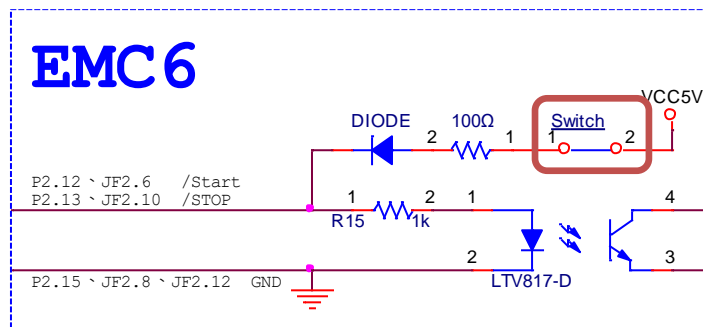 EMC6
VCC5V
DIODE 2 100Ω 1 Switch
1 2
P2.12、JF2.6 /Start
P2.13、JF2.10 /STOP
1 2 1 4
R15 1k
2 3
LTV817-D
P2.15、JF2.8、JF2.12 GND